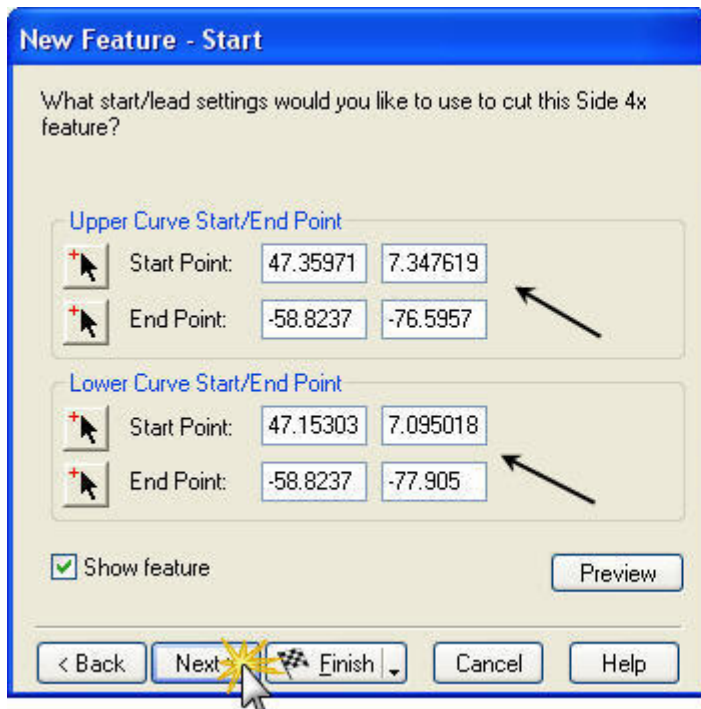 New Feature - Start
What start/lead settings would you like to use to cut this Side 4x
feature?
Upper Curve Start/End Point
Start Point: 47.35971 7.347619
End Point: -58.8237 -76.5957
Lower Curve Start/End Point
Start Point: 47.15303 7.095018
End Point: -58.8237 -77.905
Show feature Preview
< Back Next Finish Cancel Help